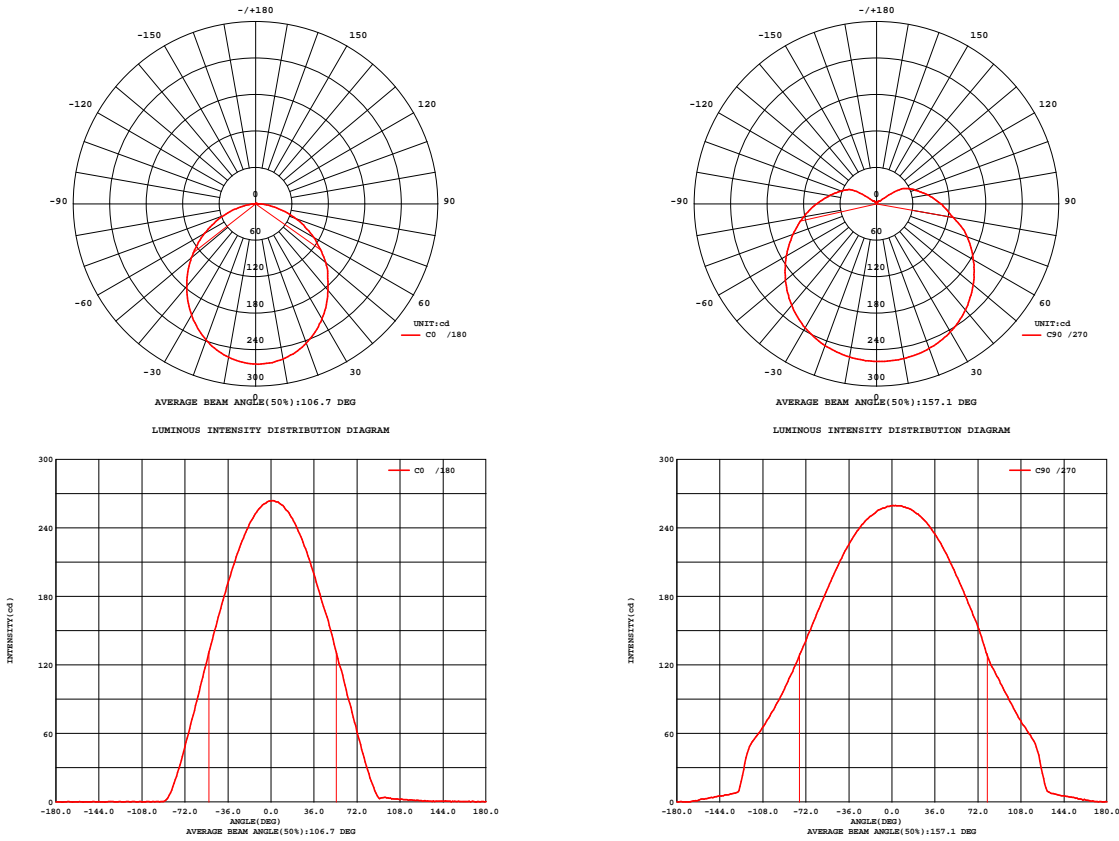 -/+180
-150 150
-120 120
-90 0 90
60
120
-60 60
180
UNIT:cd
C0 /180
240
-30 30
300
0
AVERAGE BEAM ANGLE(50%):106.7 DEG
LUMINOUS INTENSITY DISTRIBUTION DIAGRAM
-/+180
-150 150
-120 120
-90 0 90
60
120
-60 60
180
UNIT:cd
C90 /270
240
-30 30
300
0
AVERAGE BEAM ANGLE(50%):157.1 DEG
LUMINOUS INTENSITY DISTRIBUTION DIAGRAM
300
C0 /180
240
180
INTENSITY(cd)
120
60
0
-180.0 -144.0 -108.0 -72.0 -36.0 0.0 36.0 72.0 108.0 144.0 180.0
ANGLE(DEG)
AVERAGE BEAM ANGLE(50%):106.7 DEG
300
C90 /270
240
180
INTENSITY(cd)
120
60
0
-180.0 -144.0 -108.0 -72.0 -36.0 0.0 36.0 72.0 108.0 144.0 180.0
ANGLE(DEG)
AVERAGE BEAM ANGLE(50%):157.1 DEG